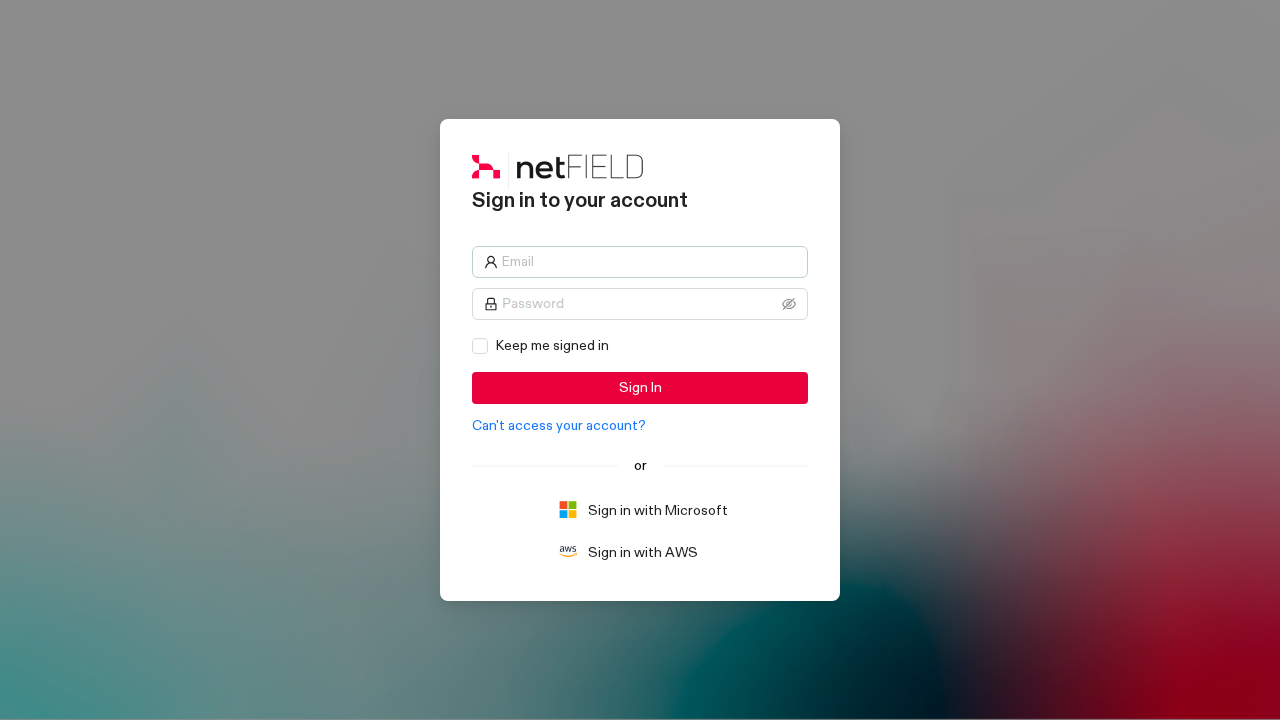 netFIELD
Sign in to your account
Email
Password
Keep me signed in
Sign In
Can't access your account?
or
Sign in with Microsoft
aws Sign in with AWS